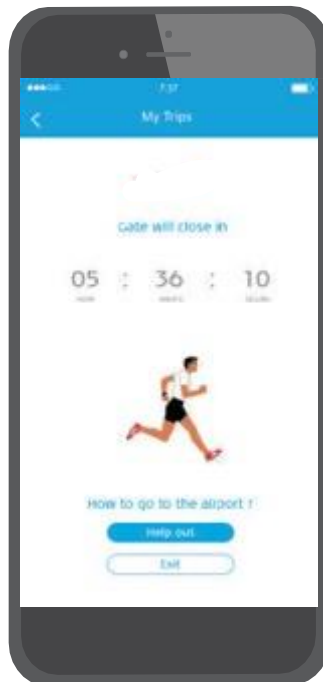 7:37
My Trips
Gate will close in
05 : 36 : 10
How to go to the airport ?
Help out
Exit